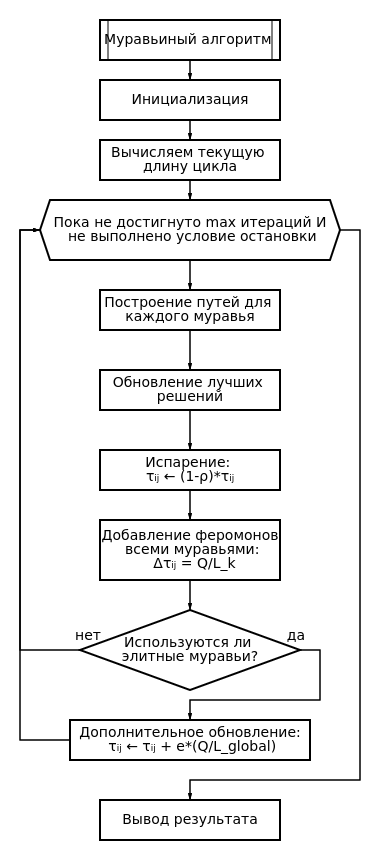 Муравьиный алгоритм
Инициализация
Вычисляем текущую
длину цикла
Пока не достигнуто max итераций И
не выполнено условие остановки
Построение путей для
каждого муравья
Обновление лучших
решений
Испарение:
τᵢⱼ ← (1-ρ)*τᵢⱼ
Добавление феромонов
всеми муравьями:
Δτᵢⱼ = Q/L_k
нет
Используются ли
элитные муравьи?
да
Дополнительное обновление:
τᵢⱼ ← τᵢⱼ + e*(Q/L_global)
Вывод результата